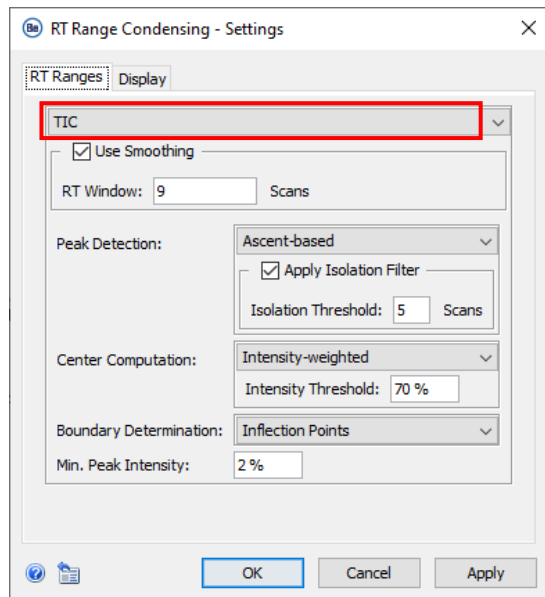 Be RT Range Condensing - Settings
RT Ranges Display
TIC
Use Smoothing
RT Window: 9 Scans
Peak Detection: Ascent-based
Apply Isolation Filter
Isolation Threshold: 5 Scans
Center Computation: Intensity-weighted
Intensity Threshold: 70 %
Boundary Determination: Inflection Points
Min. Peak Intensity: 2 %
OK Cancel Apply